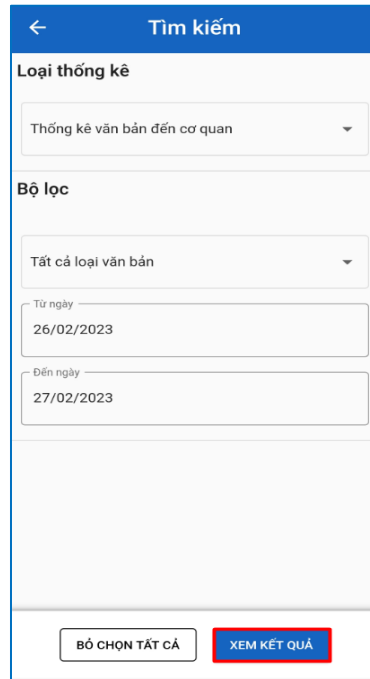 Tìm kiếm
Loại thống kê
Thống kê văn bản đến cơ quan
Bộ lọc
Tất cả loại văn bản
Từ ngày
26/02/2023
Đến ngày
27/02/2023
BỎ CHỌN TẤT CẢ
XEM KẾT QUẢ